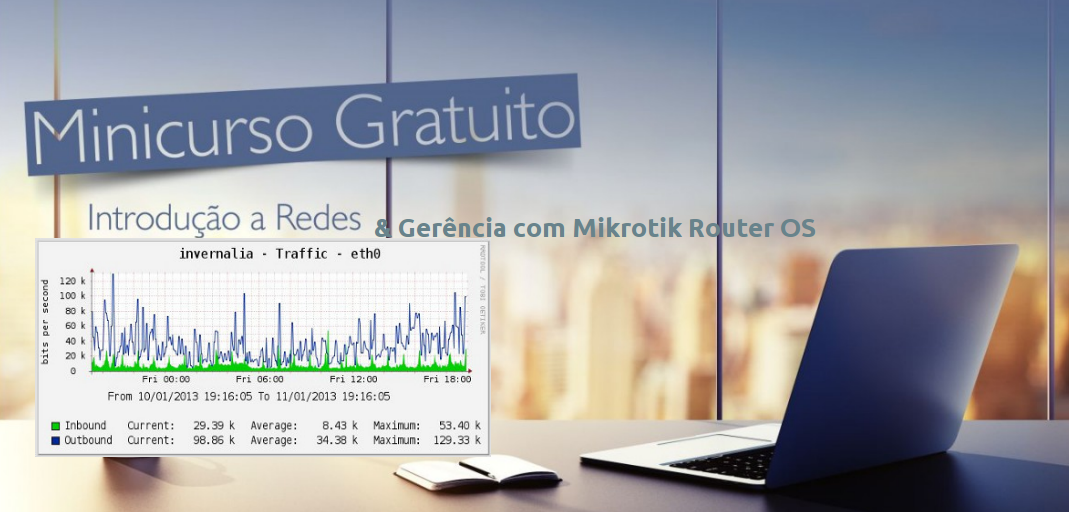 Minicurso Gratuito
Introdução a Redes & Gerência com Mikrotik Router OS
invernalia - Traffic - eth0
RRDTOOL / TOBI OETIKER
bits per second
120 k
100 k
80 k
60 k
40 k
20 k
0
Fri 00:00 Fri 06:00 Fri 12:00 Fri 18:00
From 10/01/2013 19:16:05 To 11/01/2013 19:16:05
Inbound Current: 29.39 k Average: 8.43 k Maximum: 53.40 k
Outbound Current: 98.86 k Average: 34.38 k Maximum: 129.33 k